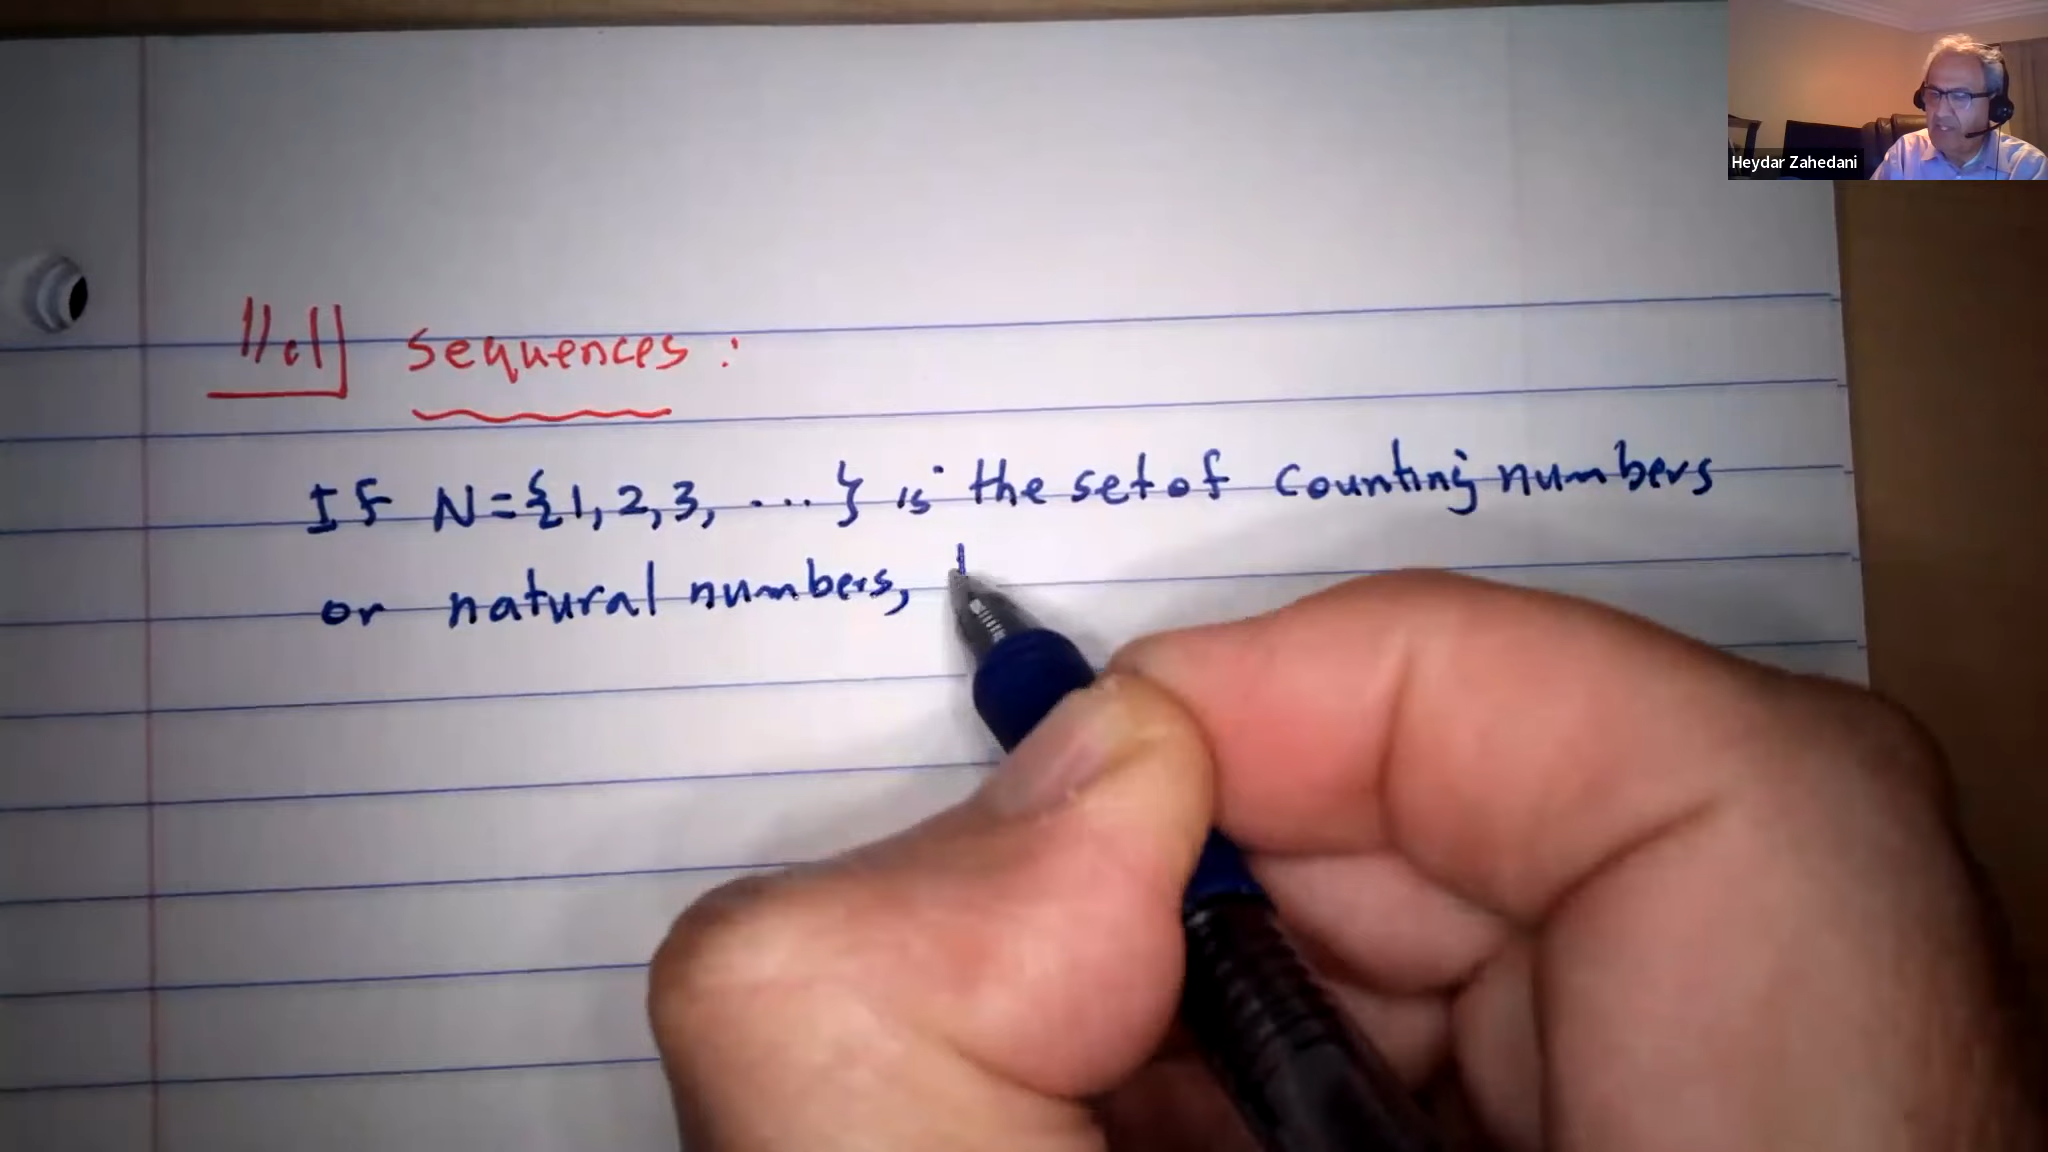 Heydar Zahedani
11.1 Sequences:
If N={1,2,3, ...} is the set of counting numbers
or natural numbers,